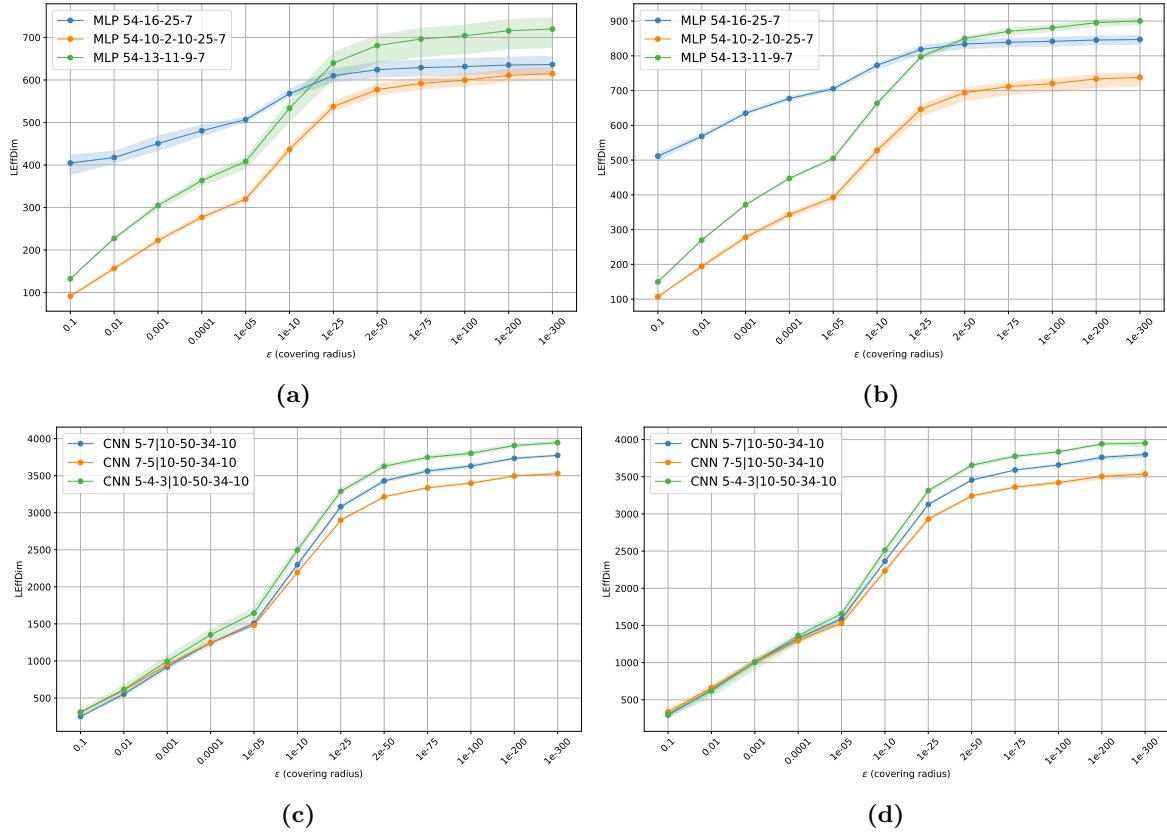 MLP 54-16-25-7
MLP 54-10-2-10-25-7
MLP 54-13-11-9-7
700
600
500
400
300
200
100
LEffDim
0.1
0.01
0.001
0.0001
1e-05
1e-10
1e-25
2e-50
1e-75
1e-100
1e-200
1e-300
ε (covering radius)
(a)
MLP 54-16-25-7
MLP 54-10-2-10-25-7
MLP 54-13-11-9-7
900
800
700
600
500
400
300
200
100
LEffDim
0.1
0.01
0.001
0.0001
1e-05
1e-10
1e-25
2e-50
1e-75
1e-100
1e-200
1e-300
ε (covering radius)
(b)
CNN 5-7|10-50-34-10
CNN 7-5|10-50-34-10
CNN 5-4-3|10-50-34-10
4000
3500
3000
2500
2000
1500
1000
500
LEffDim
0.1
0.01
0.001
0.0001
1e-05
1e-10
1e-25
2e-50
1e-75
1e-100
1e-200
1e-300
ε (covering radius)
(c)
CNN 5-7|10-50-34-10
CNN 7-5|10-50-34-10
CNN 5-4-3|10-50-34-10
4000
3500
3000
2500
2000
1500
1000
500
LEffDim
0.1
0.01
0.001
0.0001
1e-05
1e-10
1e-25
2e-50
1e-75
1e-100
1e-200
1e-300
ε (covering radius)
(d)